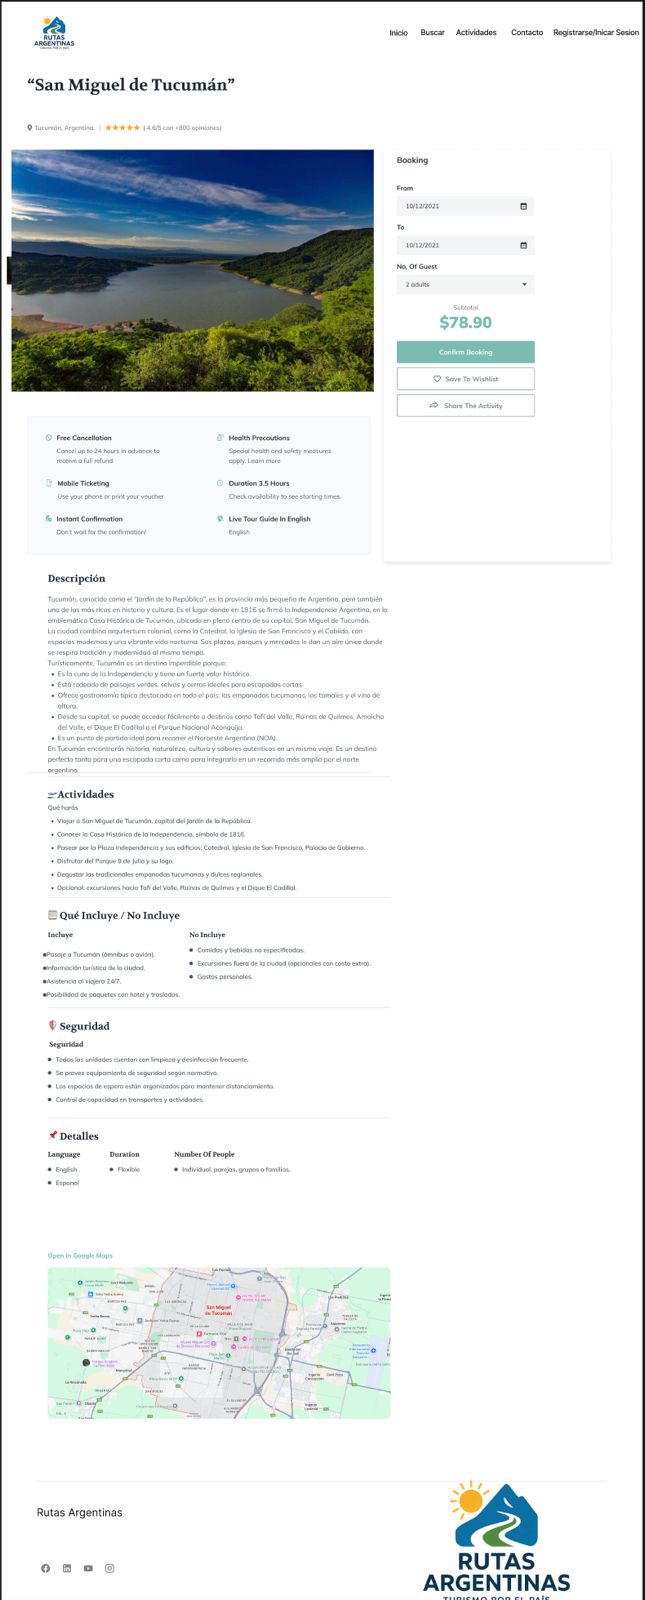 RUTAS
ARGENTINAS
TURISMO POR EL PAÍS
Inicio Buscar Actividades Contacto Registrarse/Inicar Sesion
“San Miguel de Tucumán”
Tucumán, Argentina. | ( 4.6/5 con +800 opiniones)
Booking
From
10/12/2021
To
10/12/2021
No, Of Guest
2 adults
Subtotal
$78.90
Confirm Booking
Save To Wishlist
Share The Activity
Free Cancellation
Cancel up to 24 hours in advance to
receive a full refund
Health Precautions
Special health and safety measures
apply. Learn more
Mobile Ticketing
Use your phone or print your voucher
Duration 3.5 Hours
Check availability to see starting times.
Instant Confirmation
Don't wait for the confirmation!
Live Tour Guide In English
English
Descripción
Tucumán, conocido como el "Jardín de la República", es la provincia más pequeña de Argentina, pero también
una de las más ricas en historia y cultura. Es el lugar donde en 1816 se firmó la Independencia Argentina, en la
emblemática Casa Histórica de Tucumán, ubicada en pleno centro de su capital, San Miguel de Tucumán.
La ciudad combina arquitectura colonial, como la Catedral, la Iglesia de San Francisco y el Cabildo, con
espacios modernos y una vibrante vida nocturna. Sus plazas, parques y mercados le dan un aire único donde
se respira tradición y modernidad al mismo tiempo.
Turísticamente, Tucumán es un destino imperdible porque:
• Es la cuna de la Independencia y tiene un fuerte valor histórico.
• Está rodeado de paisajes verdes, selvas y cerros ideales para escapadas cortas.
• Ofrece gastronomía típica destacada en todo el país: las empanadas tucumanas, los tamales y el vino de
altura.
• Desde su capital, se puede acceder fácilmente a destinos como Tafí del Valle, Ruinas de Quilmes, Amaicha
del Valle, el Dique El Cadillal o el Parque Nacional Aconquija.
• Es un punto de partida ideal para recorrer el Noroeste Argentino (NOA).
En Tucumán encontrarás historia, naturaleza, cultura y sabores auténticos en un mismo viaje. Es un destino
perfecto tanto para una escapada corta como para integrarlo en un recorrido más amplio por el norte
argentino.
Actividades
Qué harás
• Viajar a San Miguel de Tucumán, capital del Jardín de la República.
• Conocer la Casa Histórica de la Independencia, símbolo de 1816.
• Pasear por la Plaza Independencia y sus edificios: Catedral, Iglesia de San Francisco, Palacio de Gobierno.
• Disfrutar del Parque 9 de Julio y su lago.
• Degustar las tradicionales empanadas tucumanas y dulces regionales.
• Opcional: excursiones hacia Tafí del Valle, Ruinas de Quilmes y el Dique El Cadillal.
Qué Incluye / No Incluye
Incluye
Pasaje a Tucumán (ómnibus o avión).
Información turística de la ciudad.
Asistencia al viajero 24/7.
Posibilidad de paquetes con hotel y traslados.
No Incluye
Comidas y bebidas no especificadas.
Excursiones fuera de la ciudad (opcionales con costo extra).
Gastos personales.
Seguridad
Seguridad
Todas las unidades cuentan con limpieza y desinfección frecuente.
Se provee equipamiento de seguridad según normativa.
Los espacios de espera están organizados para mantener distanciamiento.
Control de capacidad en transportes y actividades.
Detalles
Language
English
Espanol
Duration
Flexible
Number Of People
Individual, parejas, grupos o familias.
Open In Google Maps
San Miguel
de Tucumán
Rutas Argentinas
RUTAS
ARGENTINAS
TURISMO POR EL PAÍS